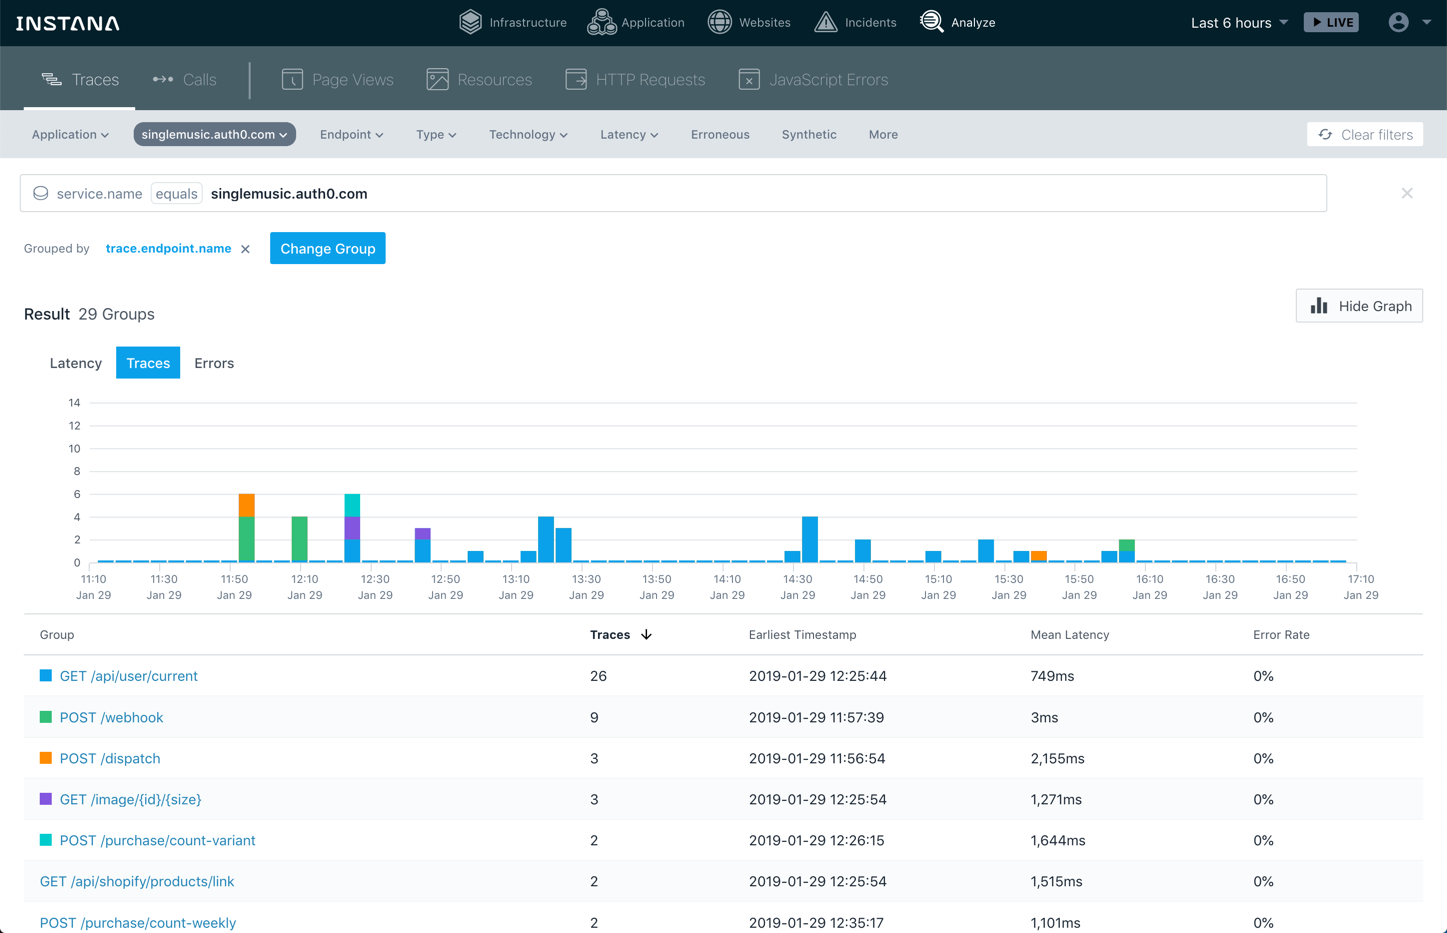 INSTANA Infrastructure Application Websites Incidents Analyze Last 6 hours LIVE
Traces Calls Page Views Resources HTTP Requests JavaScript Errors
Application singlemusic.auth0.com Endpoint Type Technology Latency Erroneous Synthetic More Clear filters
service.name equals singlemusic.auth0.com
Grouped by trace.endpoint.name Change Group
Result 29 Groups Hide Graph
Latency Traces Errors
14
12
10
8
6
4
2
0
11:10 11:30 11:50 12:10 12:30 12:50 13:10 13:30 13:50 14:10 14:30 14:50 15:10 15:30 15:50 16:10 16:30 16:50 17:10
Jan 29 Jan 29 Jan 29 Jan 29 Jan 29 Jan 29 Jan 29 Jan 29 Jan 29 Jan 29 Jan 29 Jan 29 Jan 29 Jan 29 Jan 29 Jan 29 Jan 29 Jan 29 Jan 29
Group Traces Earliest Timestamp Mean Latency Error Rate
GET /api/user/current 26 2019-01-29 12:25:44 749ms 0%
POST /webhook 9 2019-01-29 11:57:39 3ms 0%
POST /dispatch 3 2019-01-29 11:56:54 2,155ms 0%
GET /image/{id}/{size} 3 2019-01-29 12:25:54 1,271ms 0%
POST /purchase/count-variant 2 2019-01-29 12:26:15 1,644ms 0%
GET /api/shopify/products/link 2 2019-01-29 12:25:54 1,515ms 0%
POST /purchase/count-weekly 2 2019-01-29 12:35:17 1,101ms 0%